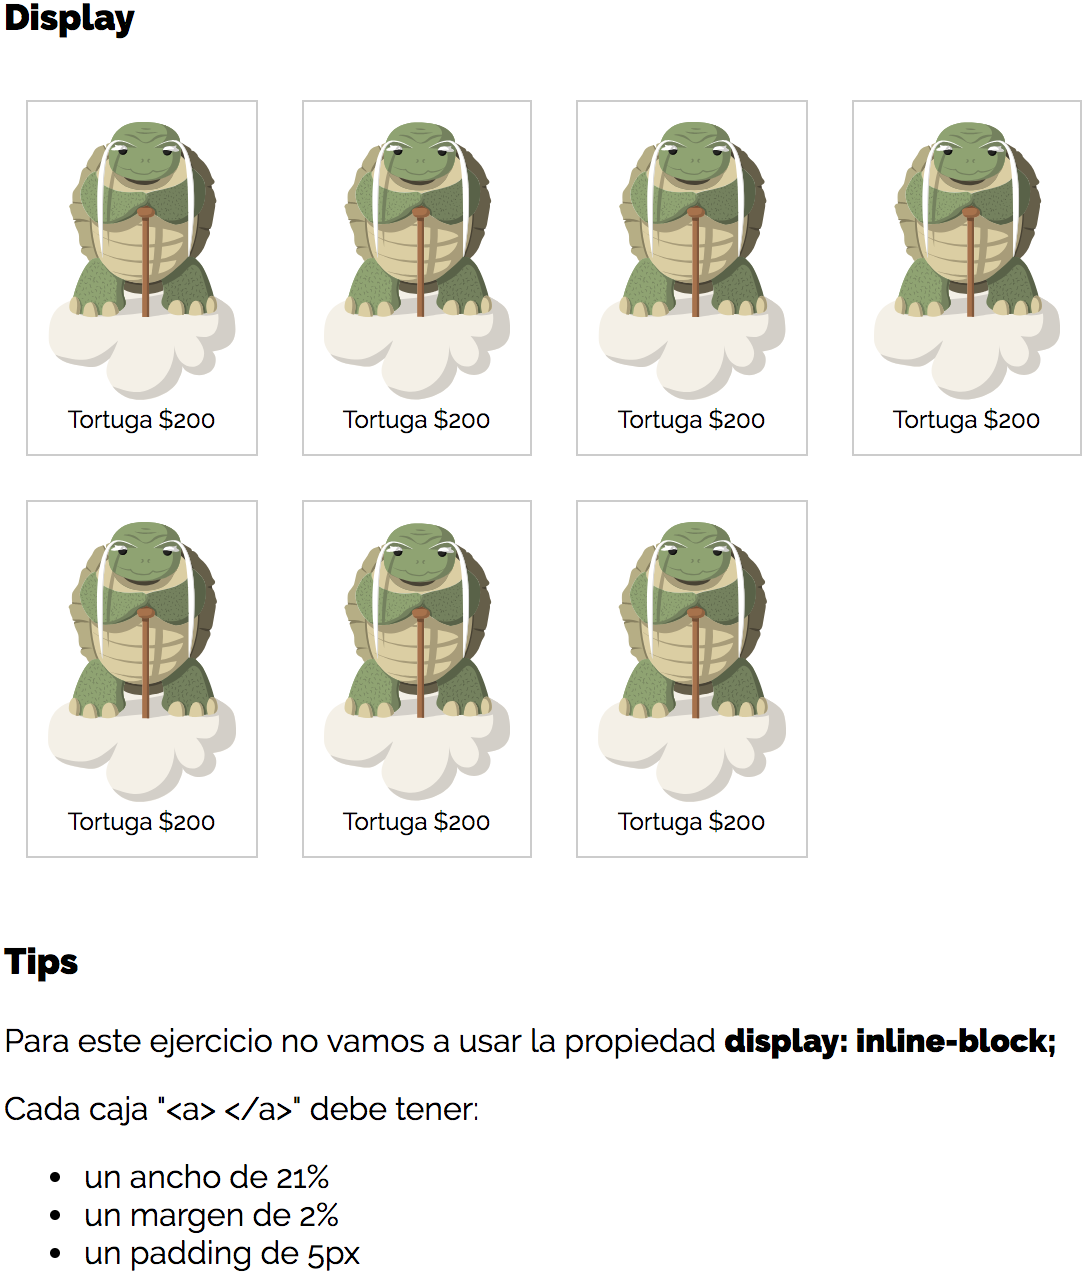 Display
Tortuga $200 Tortuga $200 Tortuga $200 Tortuga $200
Tortuga $200 Tortuga $200 Tortuga $200
Tips
Para este ejercicio no vamos a usar la propiedad display: inline-block;
Cada caja "<a> </a>" debe tener:
• un ancho de 21%
• un margen de 2%
• un padding de 5px